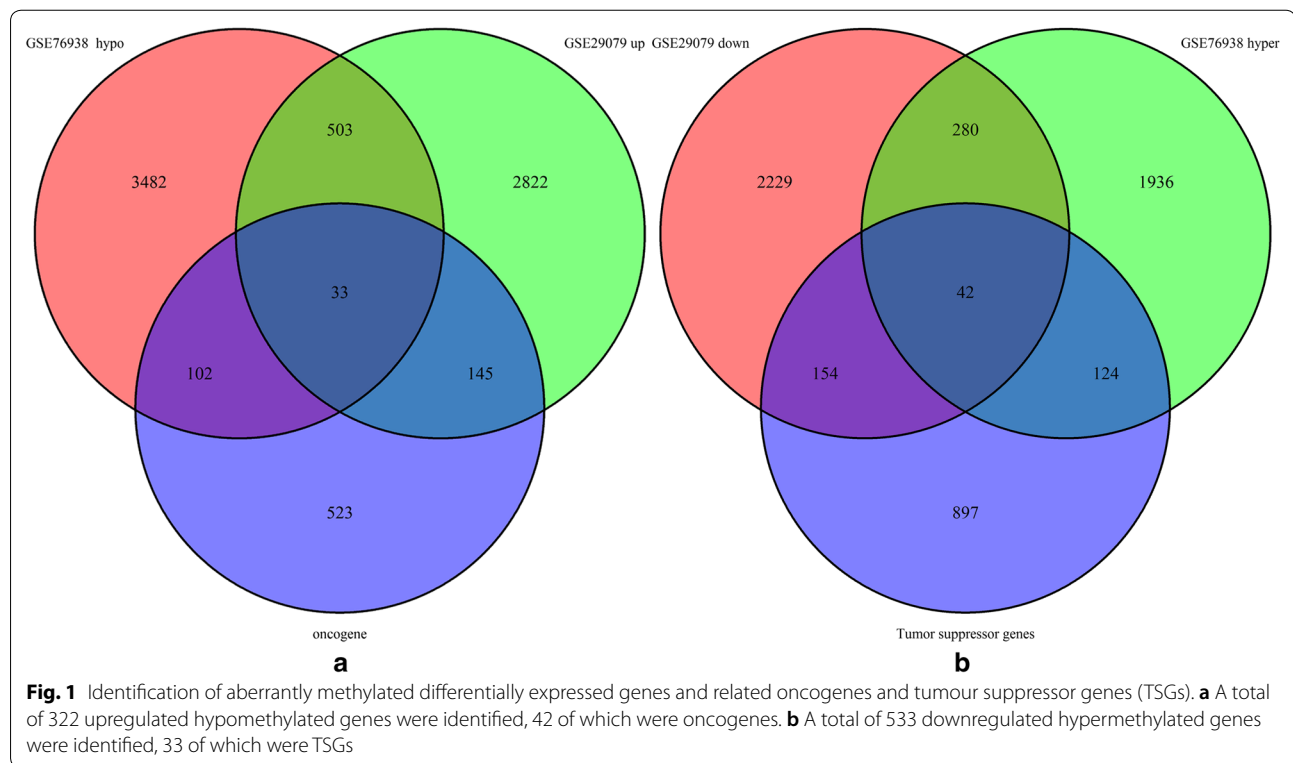 GSE76938 hypo
GSE29079 up
GSE29079 down
GSE76938 hyper
503
280
3482
2822
2229
1936
33
42
102
145
154
124
523
897
oncogene
Tumor suppressor genes
a
b
Fig. 1 Identification of aberrantly methylated differentially expressed genes and related oncogenes and tumour suppressor genes (TSGs). a A total
of 322 upregulated hypomethylated genes were identified, 42 of which were oncogenes. b A total of 533 downregulated hypermethylated genes
were identified, 33 of which were TSGs